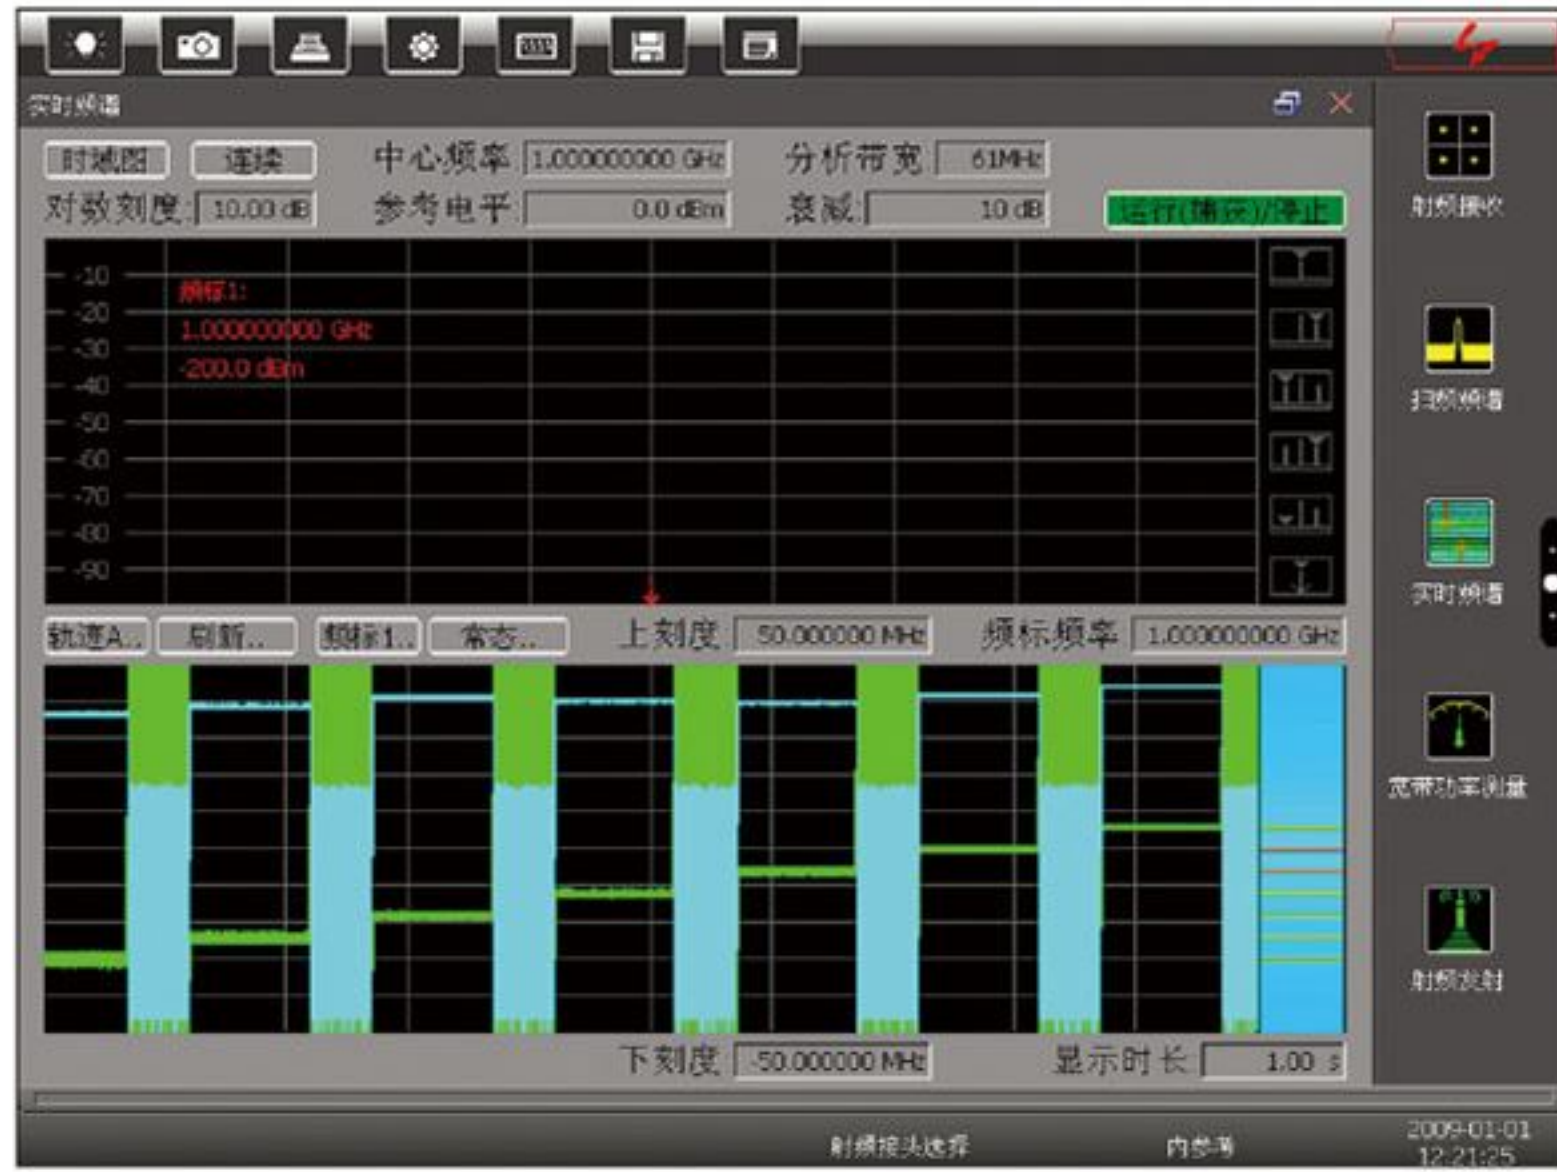 实时频谱
时域图 连续 中心频率 1.000000000 GHz 分析带宽 61MHz
对数刻度 10.00 dB 参考电平 0.0 dBm 衰减 10 dB 运行(捕获)/停止
射频接收
-10
频标1:
-20
1.000000000 GHz
-30
-200.0 dBm
-40
-50
-60
-70
-80
-90
扫频频谱
实时频谱
轨迹A.. 刷新.. 频标1.. 常态.. 上刻度 50.000000 MHz 频标频率 1.000000000 GHz
宽带功率测量
射频发射
下刻度 -50.000000 MHz 显示时长 1.00 s
射频接头选择 内参考 2009-01-01
12:21:25